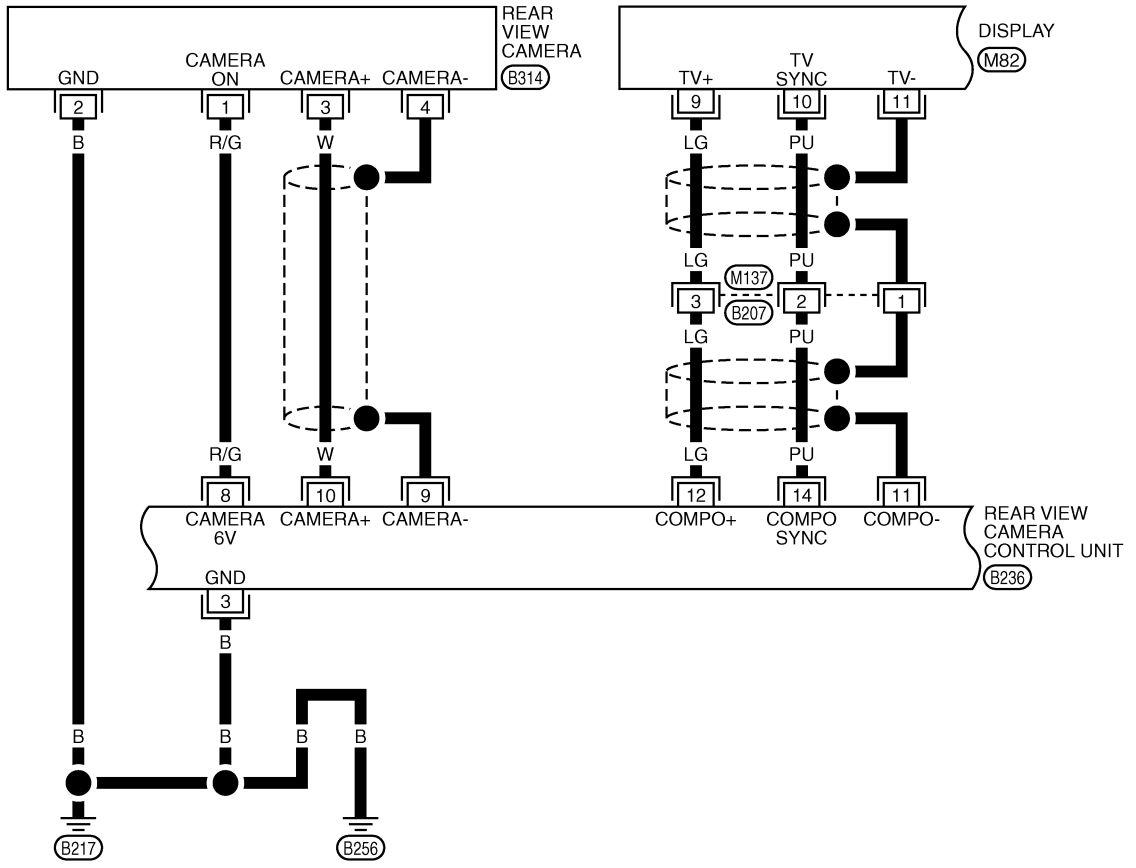 REAR
VIEW
CAMERA
B314
GND
CAMERA
ON
CAMERA+
CAMERA-
2
1
3
4
B
R/G
W
DISPLAY
M82
TV+
TV
SYNC
TV-
9
10
11
LG
PU
LG
PU
M137
B207
3
2
1
LG
PU
LG
PU
R/G
W
8
10
9
12
14
11
CAMERA
6V
CAMERA+
CAMERA-
COMPO+
COMPO
SYNC
COMPO-
REAR VIEW
CAMERA
CONTROL UNIT
B236
GND
3
B
B
B
B
B
B217
B256